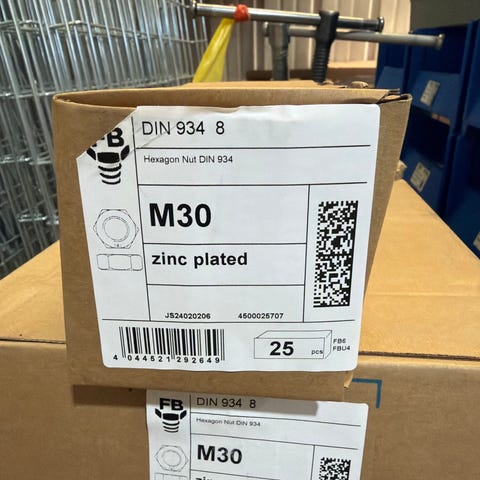 FB
DIN 934 8
Hexagon Nut DIN 934
M30
zinc plated
JS24020206 4500025707
4 044521 292649
25 pcs
FB6
FBU4
FB
DIN 934 8
Hexagon Nut DIN 934
M30